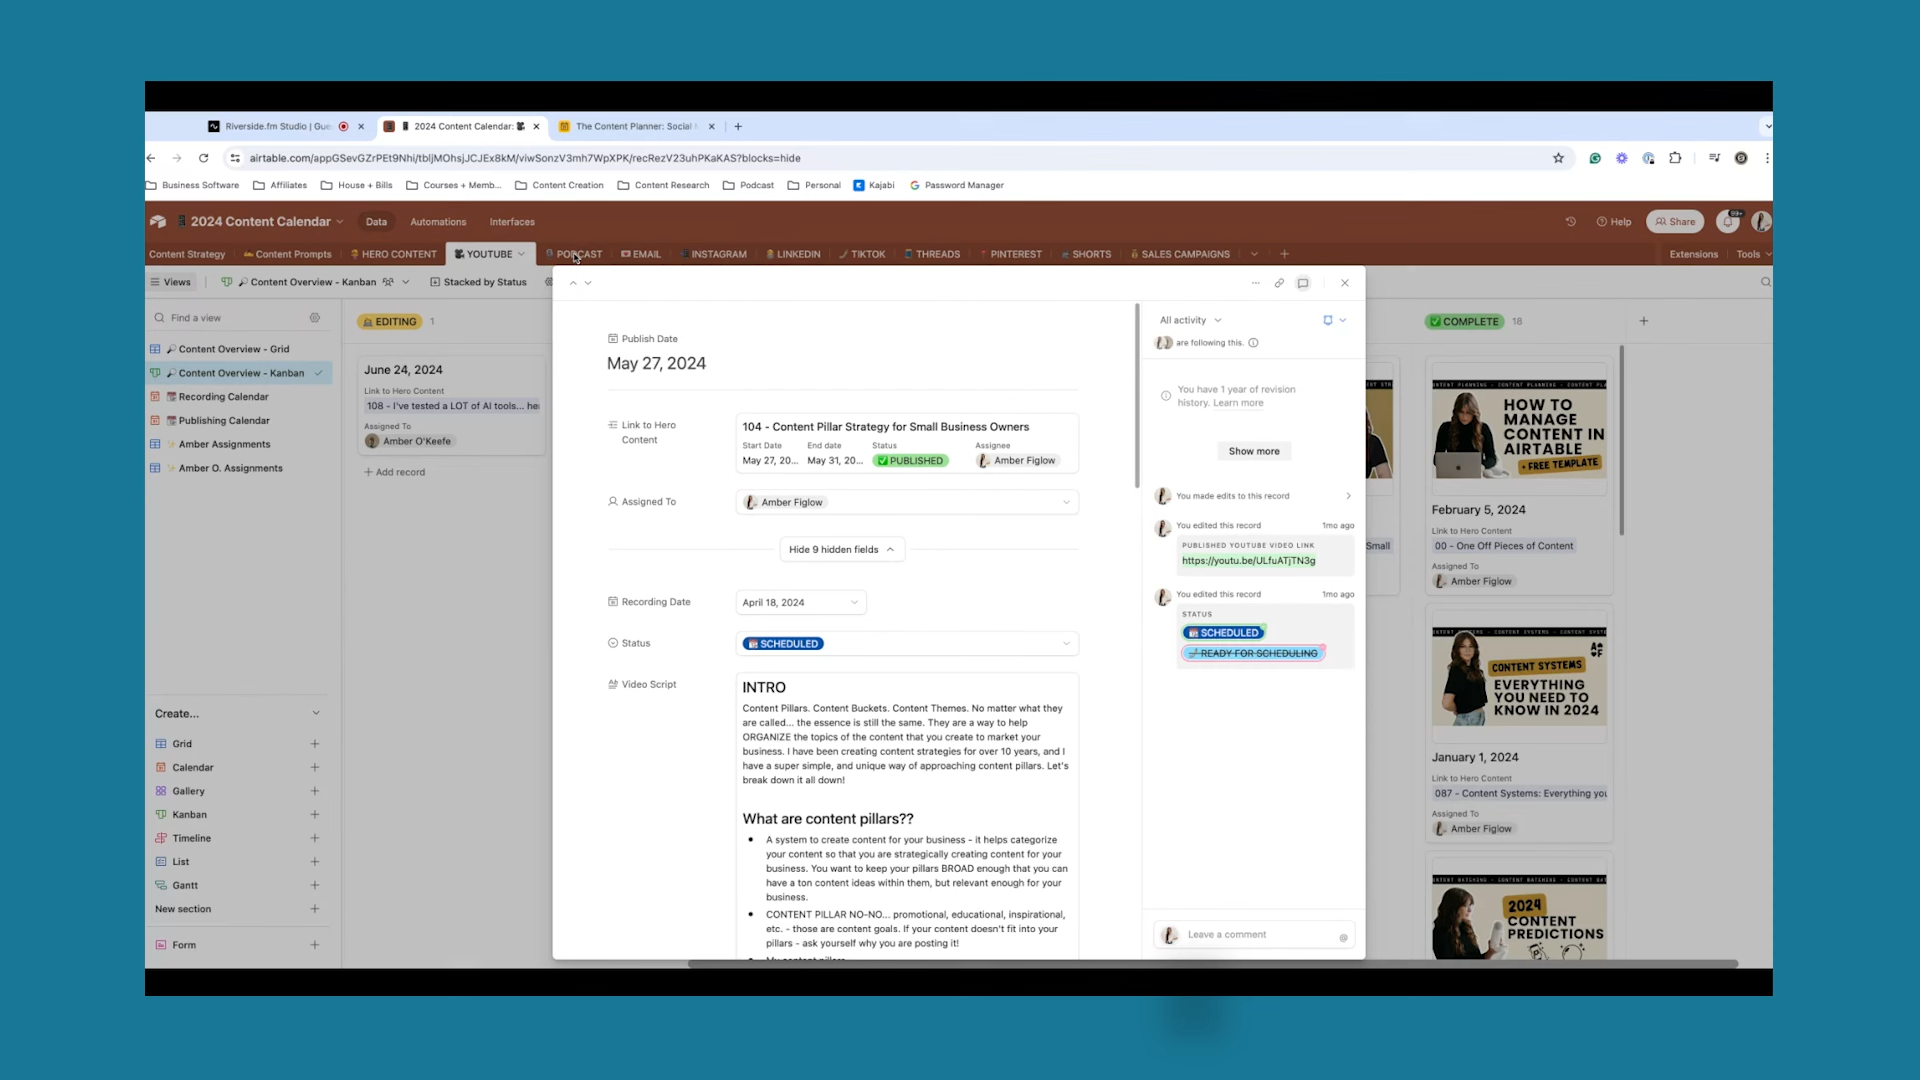 Riverside.fm Studio | Gue
2024 Content Calendar:
The Content Planner: Social
airtable.com/appGSevGZrPEt9Nhi/tbljMOhsjJCJEx8kM/viwSonzV3mh7WpXPK/recRezV23uhPKaKAS?blocks=hide
Business Software
Affiliates
House + Bills
Courses + Memb...
Content Creation
Content Research
Podcast
Personal
Kajabi
Password Manager
2024 Content Calendar
Data
Automations
Interfaces
Help
Share
99+
Content Strategy
Content Prompts
HERO CONTENT
YOUTUBE
PODCAST
EMAIL
INSTAGRAM
LINKEDIN
TIKTOK
THREADS
PINTEREST
SHORTS
SALES CAMPAIGNS
Extensions
Tools
Views
Content Overview - Kanban
Stacked by Status
Find a view
Content Overview - Grid
Content Overview - Kanban
Recording Calendar
Publishing Calendar
Amber Assignments
Amber O. Assignments
Create...
Grid
Calendar
Gallery
Kanban
Timeline
List
Gantt
New section
Form
EDITING 1
June 24, 2024
Link to Hero Content
108 - I've tested a LOT of AI tools... her
Assigned To
Amber O'Keefe
+ Add record
Publish Date
May 27, 2024
Link to Hero
Content
104 - Content Pillar Strategy for Small Business Owners
Start Date End date Status Assignee
May 27, 20... May 31, 20... PUBLISHED Amber Figlow
Assigned To
Amber Figlow
Hide 9 hidden fields
Recording Date
April 18, 2024
Status
SCHEDULED
Video Script
INTRO
Content Pillars. Content Buckets. Content Themes. No matter what they
are called... the essence is still the same. They are a way to help
ORGANIZE the topics of the content that you create to market your
business. I have been creating content strategies for over 10 years, and I
have a super simple, and unique way of approaching content pillars. Let's
break down it all down!
What are content pillars??
• A system to create content for your business - it helps categorize
your content so that you are strategically creating content for your
business. You want to keep your pillars BROAD enough that you can
have a ton content ideas within them, but relevant enough for your
business.
• CONTENT PILLAR NO-NO... promotional, educational, inspirational,
etc. - those are content goals. If your content doesn't fit into your
pillars - ask yourself why you are posting it!
• My content pillars
All activity
are following this.
You have 1 year of revision
history. Learn more
Show more
You made edits to this record
You edited this record 1mo ago
PUBLISHED YOUTUBE VIDEO LINK
https://youtu.be/ULfuATjTN3g
You edited this record 1mo ago
STATUS
SCHEDULED
READY FOR SCHEDULING
Leave a comment
Small
COMPLETE 18
CONTENT PLANNING - CONTENT PLANNING
HOW TO
MANAGE
CONTENT IN
AIRTABLE
+ FREE TEMPLATE
February 5, 2024
Link to Hero Content
00 - One Off Pieces of Content
Assigned To
Amber Figlow
CONTENT SYSTEMS - CONTENT SYSTEMS
CONTENT SYSTEMS
EVERYTHING
YOU NEED TO
KNOW IN 2024
January 1, 2024
Link to Hero Content
087 - Content Systems: Everything you
Assigned To
Amber Figlow
CONTENT BATCHING - CONTENT BATCHING
2024
CONTENT
PREDICTIONS